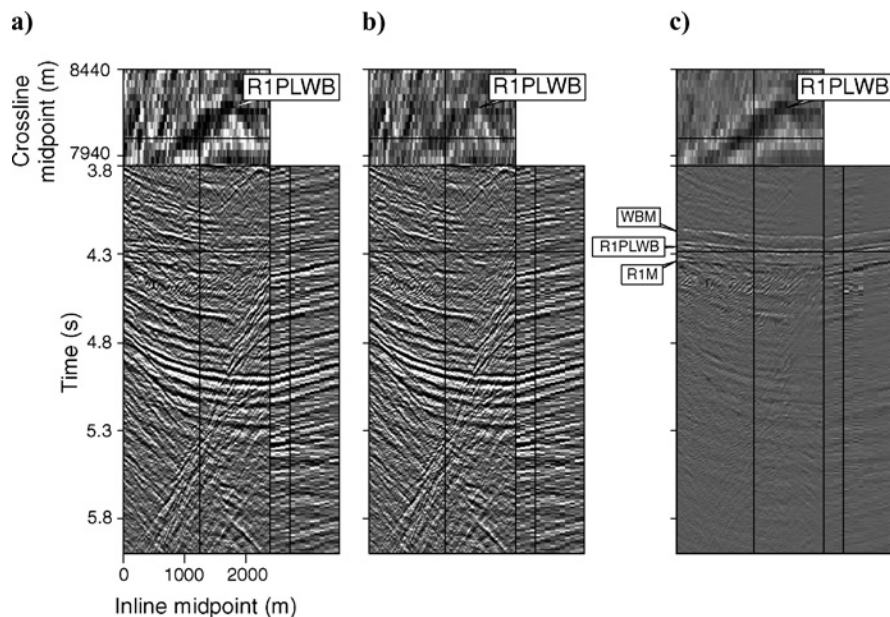 a)
b)
c)
Crossline
midpoint (m)
8440
7940
R1PLWB
R1PLWB
R1PLWB
3.8
4.3
4.8
5.3
5.8
Time (s)
WBM
R1PLWB
R1M
0
1000
2000
Inline midpoint (m)